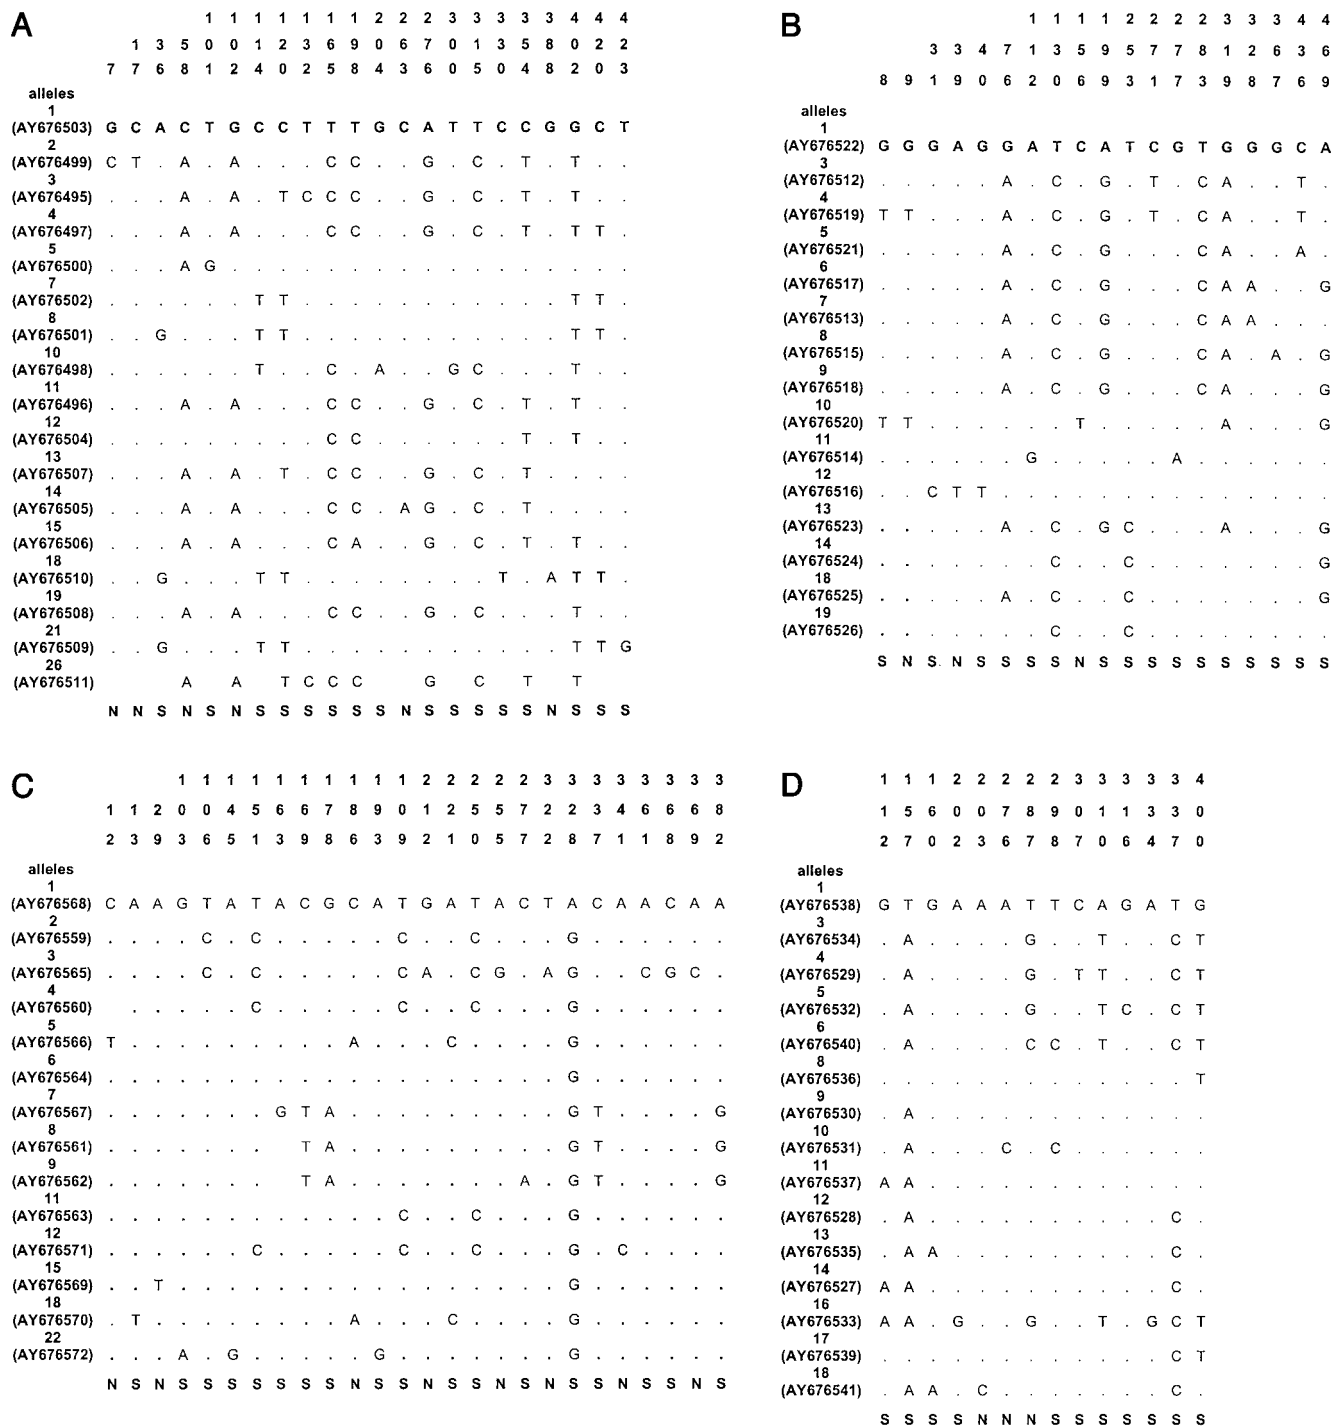 A
1 1 1 1 1 1 1 2 2 2 3 3 3 3 3 4 4 4
1 3 5 0 0 1 2 3 6 9 0 6 7 0 1 3 5 8 0 2 2
7 7 6 8 1 2 4 0 2 5 8 4 3 6 0 5 0 4 8 2 0 3
alleles
1
(AY676503) G C A C T G C C T T T G C A T T C C G G C T
2
(AY676499) C T . A . A . . . C C . . G . C . T . T . .
3
(AY676495) . . . A . A . T C C C . . G . C . T . T . .
4
(AY676497) . . . A . A . . . C C . . G . C . T . T T .
5
(AY676500) . . . A G . . . . . . . . . . . . . . . . .
7
(AY676502) . . . . . . T T . . . . . . . . . . . T T .
8
(AY676501) . . G . . . T T . . . . . . . . . . . T T .
10
(AY676498) . . . . . . T . . C . A . . G C . . . T . .
11
(AY676496) . . . A . A . . . C C . . G . C . T . T . .
12
(AY676504) . . . . . . . . . C C . . . . . . T . T . .
13
(AY676507) . . . A . A . T . C C . . G . C . T . . . .
14
(AY676505) . . . A . A . . . C C . A G . C . T . . . .
15
(AY676506) . . . A . A . . . C A . . G . C . T . T . .
18
(AY676510) . . G . . . T T . . . . . . . . T . A T T .
19
(AY676508) . . . A . A . . . C C . . G . C . . . T . .
21
(AY676509) . . G . . . T T . . . . . . . . . . . T T G
26
(AY676511) A A T C C C G C T T
N N S N S N S S S S S S N S S S S S N S S S
B
1 1 1 1 2 2 2 2 3 3 3 4 4
3 3 4 7 1 3 5 9 5 7 7 8 1 2 6 3 6
8 9 1 9 0 6 2 0 6 9 3 1 7 3 9 8 7 6 9
alleles
1
(AY676522) G G G A G G A T C A T C G T G G G C A
3
(AY676512) . . . . . A . C . G . T . C A . . T .
4
(AY676519) T T . . . A . C . G . T . C A . . T .
5
(AY676521) . . . . . A . C . G . . . C A . . A .
6
(AY676517) . . . . . A . C . G . . . C A A . . G
7
(AY676513) . . . . . A . C . G . . . C A A . . .
8
(AY676515) . . . . . A . C . G . . . C A . A . G
9
(AY676518) . . . . . A . C . G . . . C A . . . G
10
(AY676520) T T . . . . . . T . . . . . A . . . G
11
(AY676514) . . . . . . G . . . . . A . . . . . .
12
(AY676516) . . C T T . . . . . . . . . . . . . .
13
(AY676523) . . . . . A . C . G C . . . A . . . G
14
(AY676524) . . . . . . . C . . C . . . . . . . G
18
(AY676525) . . . . . A . C . . C . . . . . . . G
19
(AY676526) . . . . . . . C . . C . . . . . . . .
S N S N S S S S N S S S S S S S S S S
C
1 1 1 1 1 1 1 1 1 1 2 2 2 2 2 3 3 3 3 3 3 3 3
1 1 2 0 0 4 5 6 6 7 8 9 0 1 2 5 5 7 2 2 3 4 6 6 6 8
2 3 9 3 6 5 1 3 9 8 6 3 9 2 1 0 5 7 2 8 7 1 1 8 9 2
alleles
1
(AY676568) C A A G T A T A C G C A T G A T A C T A C A A C A A
2
(AY676559) . . . . C . C . . . . . C . . C . . . G . . . . . .
3
(AY676565) . . . . C . C . . . . . C A . C G . A G . . C G C .
4
(AY676560) . . . . . . C . . . . . C . . C . . . G . . . . . .
5
(AY676566) T . . . . . . . . . A . . . C . . . . G . . . . . .
6
(AY676564) . . . . . . . . . . . . . . . . . . . G . . . . . .
7
(AY676567) . . . . . . . G T A . . . . . . . . . G T . . . . G
8
(AY676561) . . . . . . . T A . . . . . . . . . G T . . . . G
9
(AY676562) . . . . . . . T A . . . . . . . A . G T . . . . G
11
(AY676563) . . . . . . . . . . . . C . . C . . . G . . . . . .
12
(AY676571) . . . . . . C . . . . . C . . C . . . G . C . . . .
15
(AY676569) . . T . . . . . . . . . . . . . . . . G . . . . . .
18
(AY676570) . T . . . . . . . . A . . . C . . . . G . . . . . .
22
(AY676572) . . . A . G . . . . . G . . . . . . . G . . . . . .
N S N S S S S S S S N S S N S S N S N S S N S S N S
D
1 1 1 2 2 2 2 2 3 3 3 3 3 4
1 5 6 0 0 7 8 9 0 1 1 3 3 0
2 7 0 2 3 6 7 8 7 0 6 4 7 0
alleles
1
(AY676538) G T G A A A T T C A G A T G
3
(AY676534) . A . . . . G . . T . . C T
4
(AY676529) . A . . . . G . T T . . C T
5
(AY676532) . A . . . . G . . T C . C T
6
(AY676540) . A . . . . C C . T . . C T
8
(AY676536) . . . . . . . . . . . . . T
9
(AY676530) . A . . . . . . . . . . . .
10
(AY676531) . A . . . C . C . . . . . .
11
(AY676537) A A . . . . . . . . . . . .
12
(AY676528) . A . . . . . . . . . . C .
13
(AY676535) . A A . . . . . . . . . C .
14
(AY676527) A A . . . . . . . . . . C .
16
(AY676533) A A . G . . G . . T . G C T
17
(AY676539) . . . . . . . . . . . . C T
18
(AY676541) . A A . C . . . . . . . C .
S S S S N N N S S S S S S S